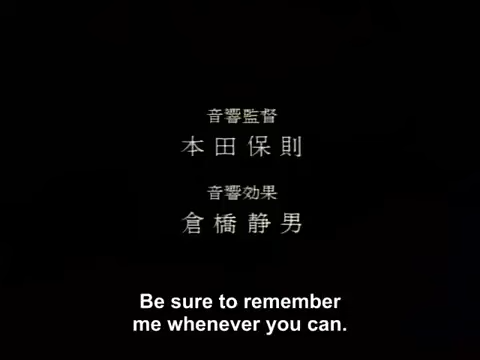 音響監督
本田保則
音響効果
倉橋静男
Be sure to remember
me whenever you can.